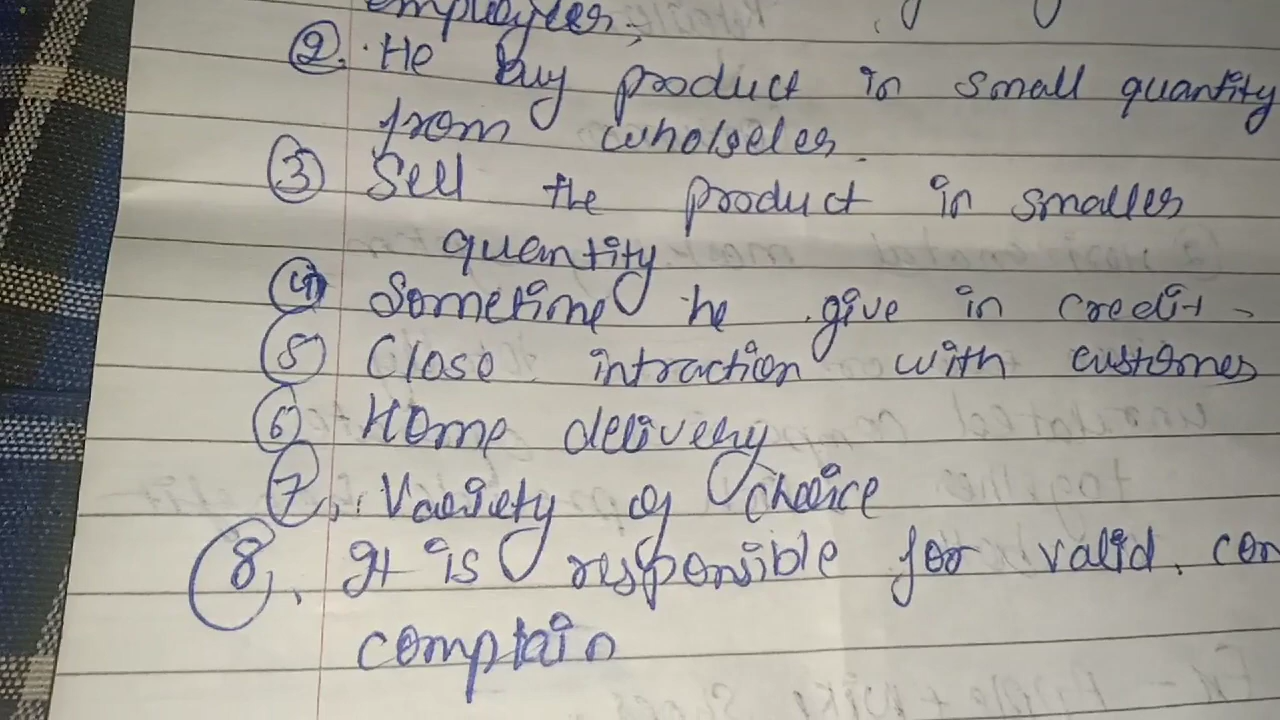 employees,
2. He buy product in small quantity
from wholseler.
3 Sell the product in smaller
quantity
4 Sometime he give in credit -
5 Close intraction with customer
6 Home delivery
7. Variety of choice
8. It is responsible for valid. con
complain